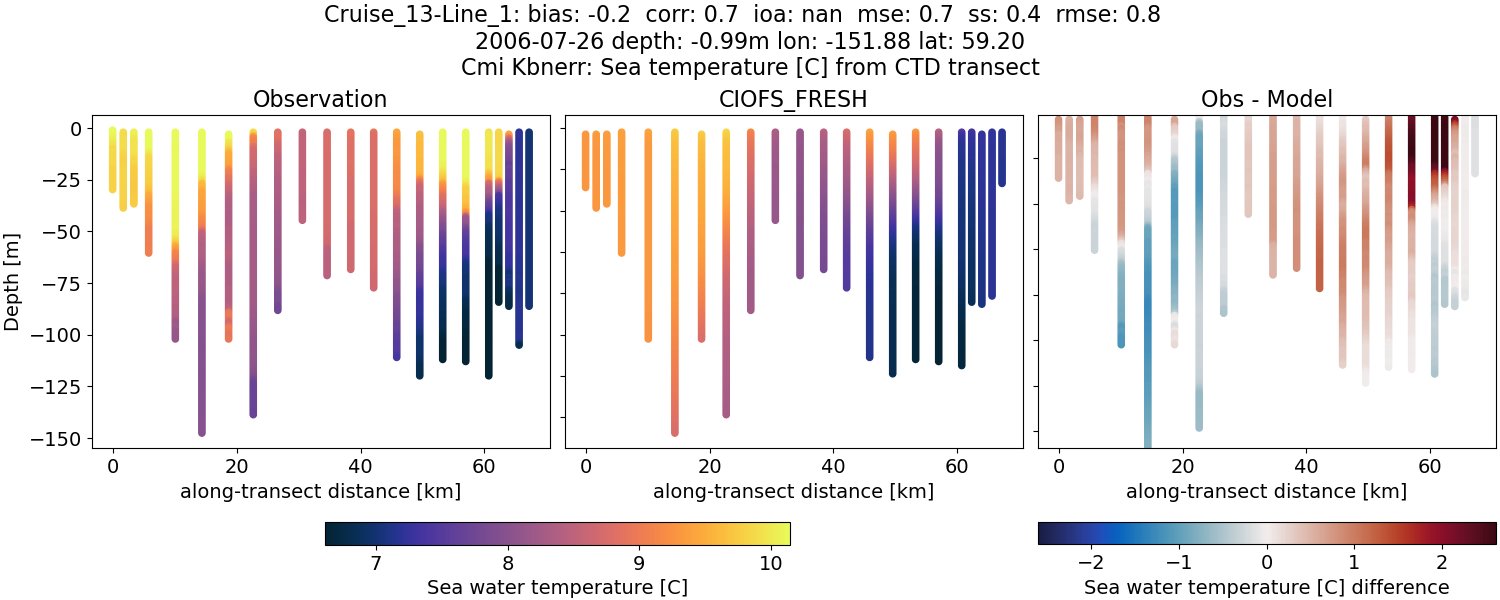 Cruise_13-Line_1: bias: -0.2 corr: 0.7 ioa: nan mse: 0.7 ss: 0.4 rmse: 0.8
2006-07-26 depth: -0.99m lon: -151.88 lat: 59.20
Cmi Kbnerr: Sea temperature [C] from CTD transect
Observation
CIOFS_FRESH
Obs - Model
Depth [m]
0
−25
−50
−75
−100
−125
−150
0 20 40 60
0 20 40 60
0 20 40 60
along-transect distance [km]
along-transect distance [km]
along-transect distance [km]
7 8 9 10
Sea water temperature [C]
−2 −1 0 1 2
Sea water temperature [C] difference